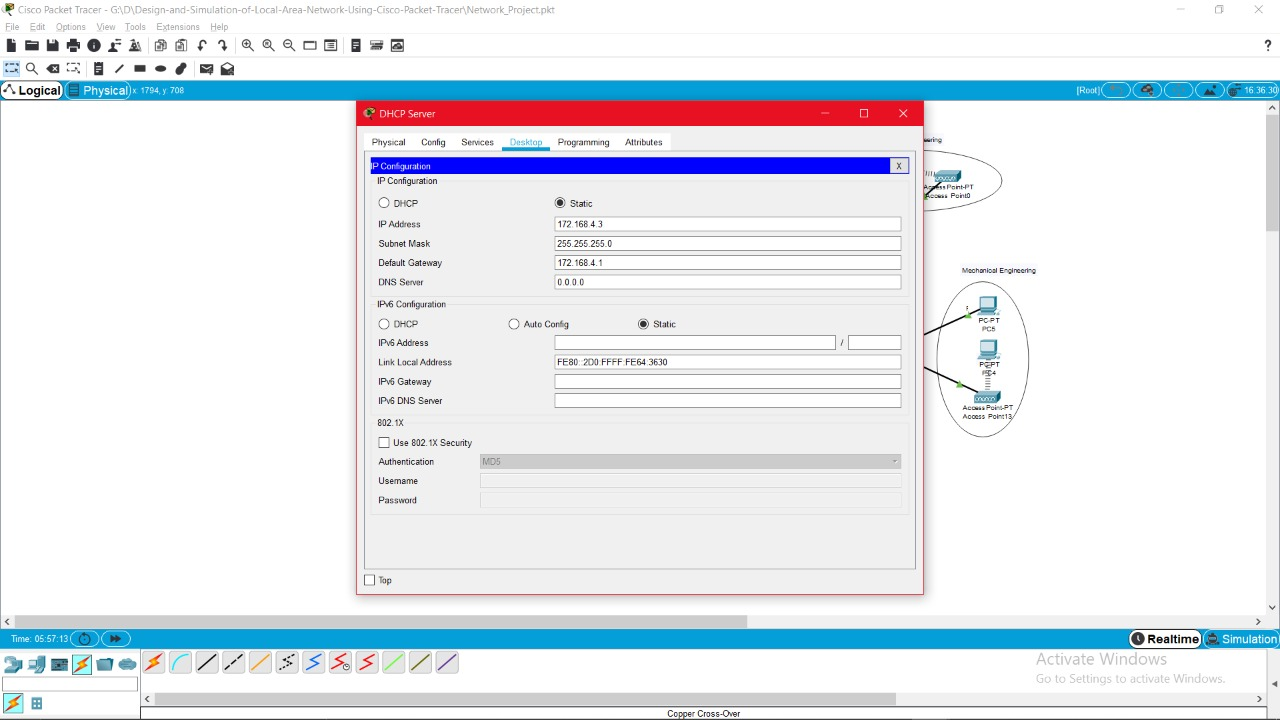 Cisco Packet Tracer - G:\D\Design-and-Simulation-of-Local-Area-Network-Using-Cisco-Packet-Tracer\Network_Project.pkt
File Edit Options View Tools Extensions Help
?
Logical Physical x: 1794, y: 708 [Root] 16:36:30
DHCP Server
Physical Config Services Desktop Programming Attributes
IP Configuration X
IP Configuration
DHCP Static
IP Address 172.168.4.3
Subnet Mask 255.255.255.0
Default Gateway 172.168.4.1
DNS Server 0.0.0.0
IPv6 Configuration
DHCP Auto Config Static
IPv6 Address /
Link Local Address FE80::2D0:FFFF:FE64:3630
IPv6 Gateway
IPv6 DNS Server
802.1X
Use 802.1X Security
Authentication MD5
Username
Password
Top
eering
Access Point-PT
Access Point0
Mechanical Engineering
PC-PT
PC5
PC-PT
PC4
Access Point-PT
Access Point13
Time: 05:57:13 Realtime Simulation
Activate Windows
Go to Settings to activate Windows.
Copper Cross-Over